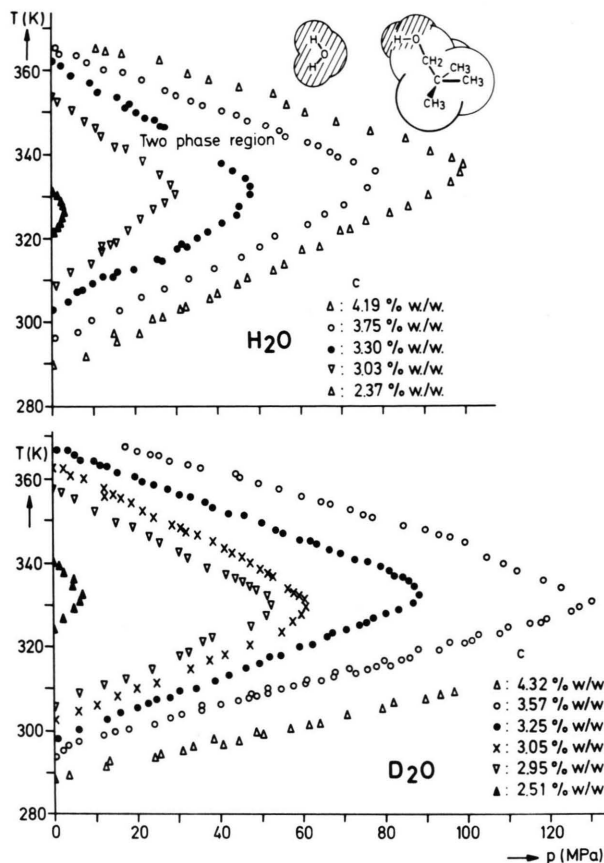 T (K)
360
340
320
300
280
H
O
H
H-O
CH2
CH3
C-CH3
CH3
Two phase region
H2O
C
Δ : 4.19 % w./w.
○ : 3.75 % w./w.
● : 3.30 % w./w.
▽ : 3.03 % w./w.
Δ : 2.37 % w./w.
T(K)
360
340
320
300
280
C
Δ : 4.32 % w/w
○ : 3.57 % w/w
● : 3.25 % w/w
× : 3.05 % w/w
▽ : 2.95 % w/w
▲ : 2.51 % w/w
D2O
0 20 40 60 80 100 120
p (MPa)